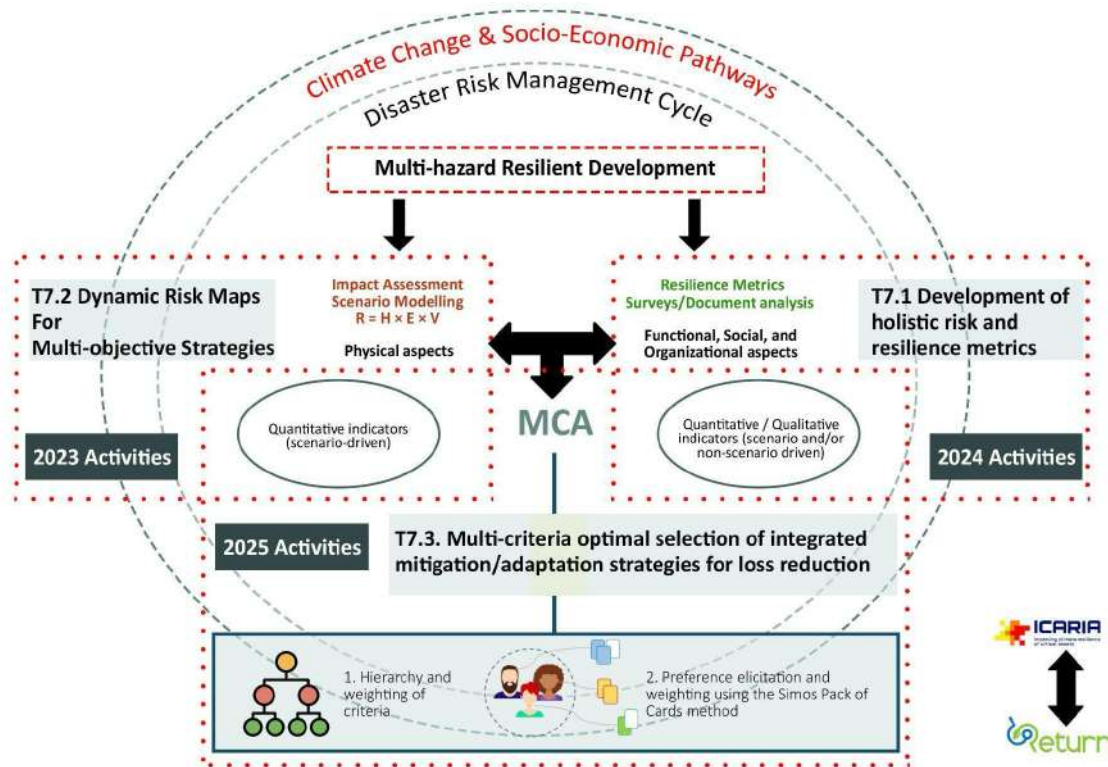 Climate Change & Socio-Economic Pathways
Disaster Risk Management Cycle
Multi-hazard Resilient Development
T7.2 Dynamic Risk Maps
For
Multi-objective Strategies
Impact Assessment
Scenario Modelling
R = H × E × V
Physical aspects
Resilience Metrics
Surveys/Document analysis
Functional, Social, and
Organizational aspects
T7.1 Development of
holistic risk and
resilience metrics
Quantitative indicators
(scenario-driven)
MCA
Quantitative / Qualitative
indicators (scenario and/or
non-scenario driven)
2023 Activities
2024 Activities
2025 Activities
T7.3. Multi-criteria optimal selection of integrated
mitigation/adaptation strategies for loss reduction
1. Hierarchy and
weighting of
criteria
2. Preference elicitation and
weighting using the Simos Pack of
Cards method
ICARIA
Return